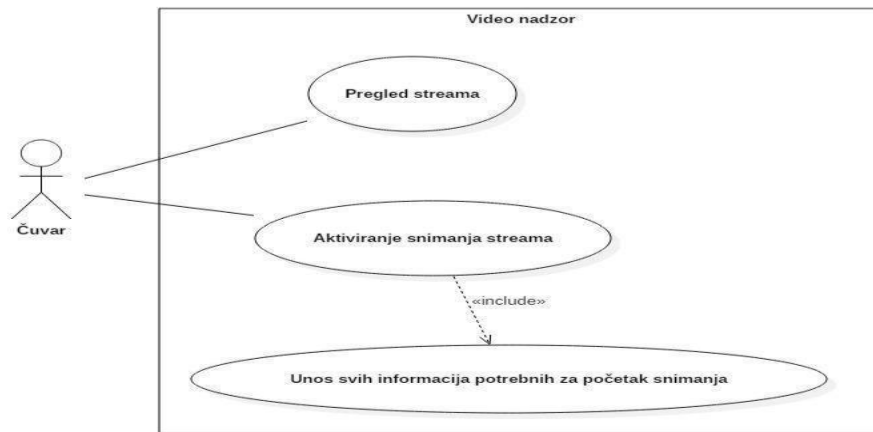 Video nadzor
Pregled streama
Čuvar
Aktiviranje snimanja streama
«include»
Unos svih informacija potrebnih za početak snimanja